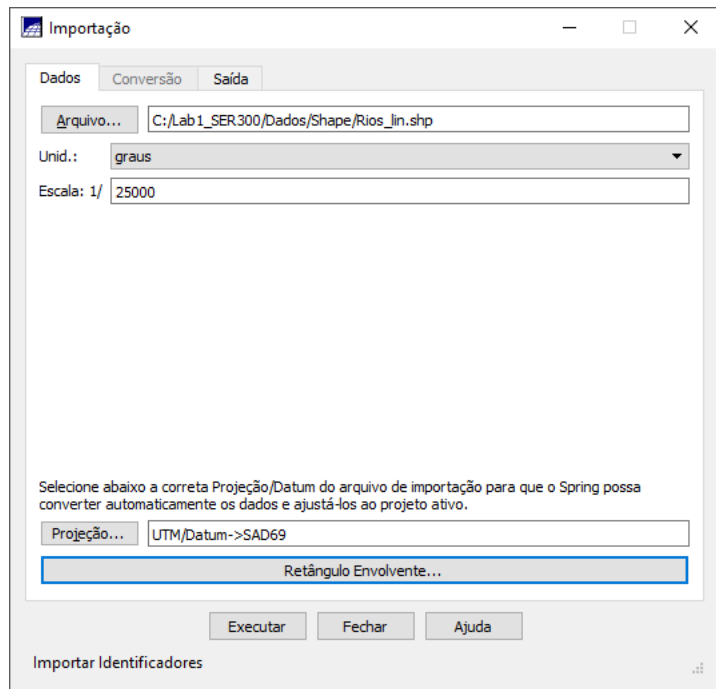 Importação
Dados Conversão Saída
Arquivo... C:/Lab1_SER300/Dados/Shape/Rios_lin.shp
Unid.: graus
Escala: 1/ 25000
Selecione abaixo a correta Projeção/Datum do arquivo de importação para que o Spring possa
converter automaticamente os dados e ajustá-los ao projeto ativo.
Projeção... UTM/Datum->SAD69
Retângulo Envolvente...
Executar Fechar Ajuda
Importar Identificadores